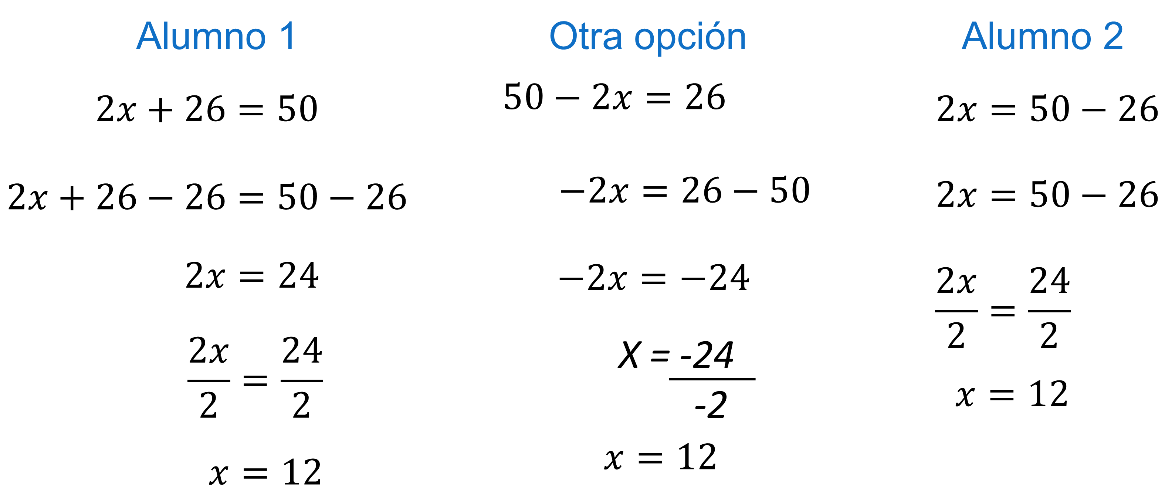 Alumno 1
2x + 26 = 50
2x + 26 − 26 = 50 − 26
2x = 24
2x/2 = 24/2
x = 12
Otra opción
50 − 2x = 26
−2x = 26 − 50
−2x = −24
X = -24/-2
x = 12
Alumno 2
2x = 50 − 26
2x = 50 − 26
2x/2 = 24/2
x = 12